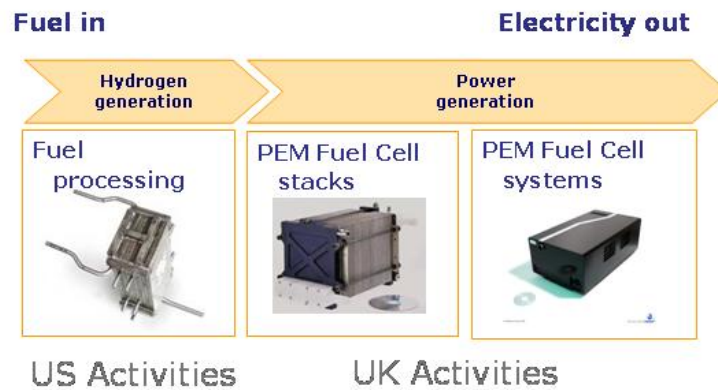 Fuel in
Electricity out
Hydrogen
generation
Power
generation
Fuel
processing
PEM Fuel Cell
stacks
PEM Fuel Cell
systems
US Activities
UK Activities